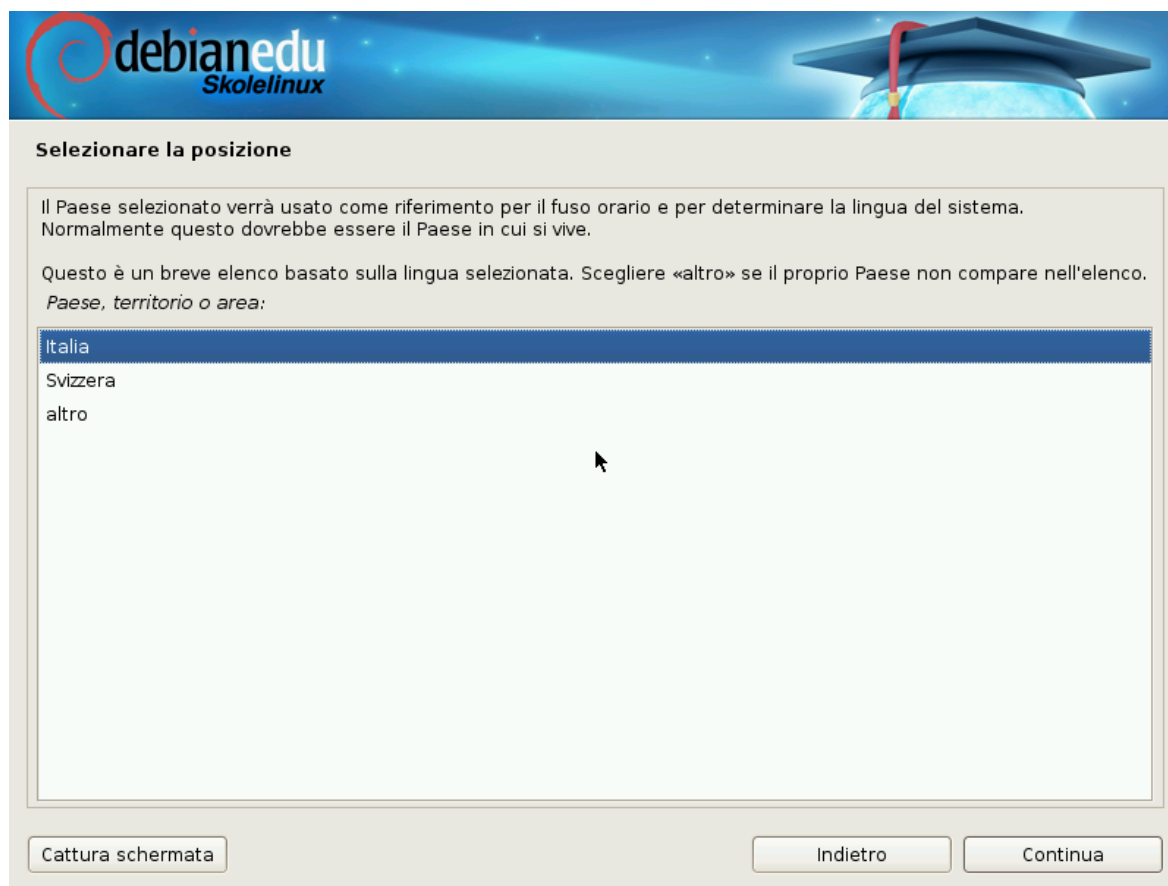 debianedu
Skolelinux
Selezionare la posizione
Il Paese selezionato verrà usato come riferimento per il fuso orario e per determinare la lingua del sistema.
Normalmente questo dovrebbe essere il Paese in cui si vive.
Questo è un breve elenco basato sulla lingua selezionata. Scegliere «altro» se il proprio Paese non compare nell'elenco.
Paese, territorio o area:
Italia
Svizzera
altro
Cattura schermata
Indietro
Continua